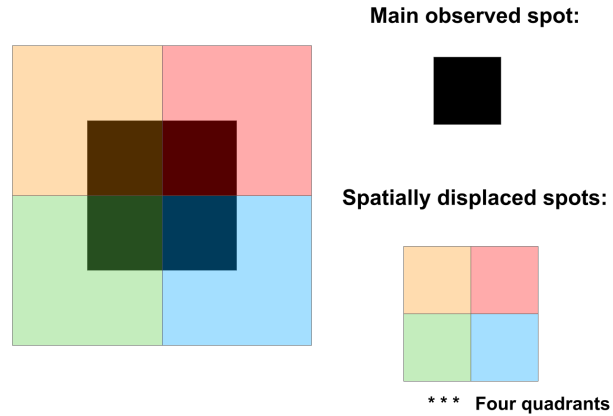 Main observed spot:
Spatially displaced spots:
* * * Four quadrants